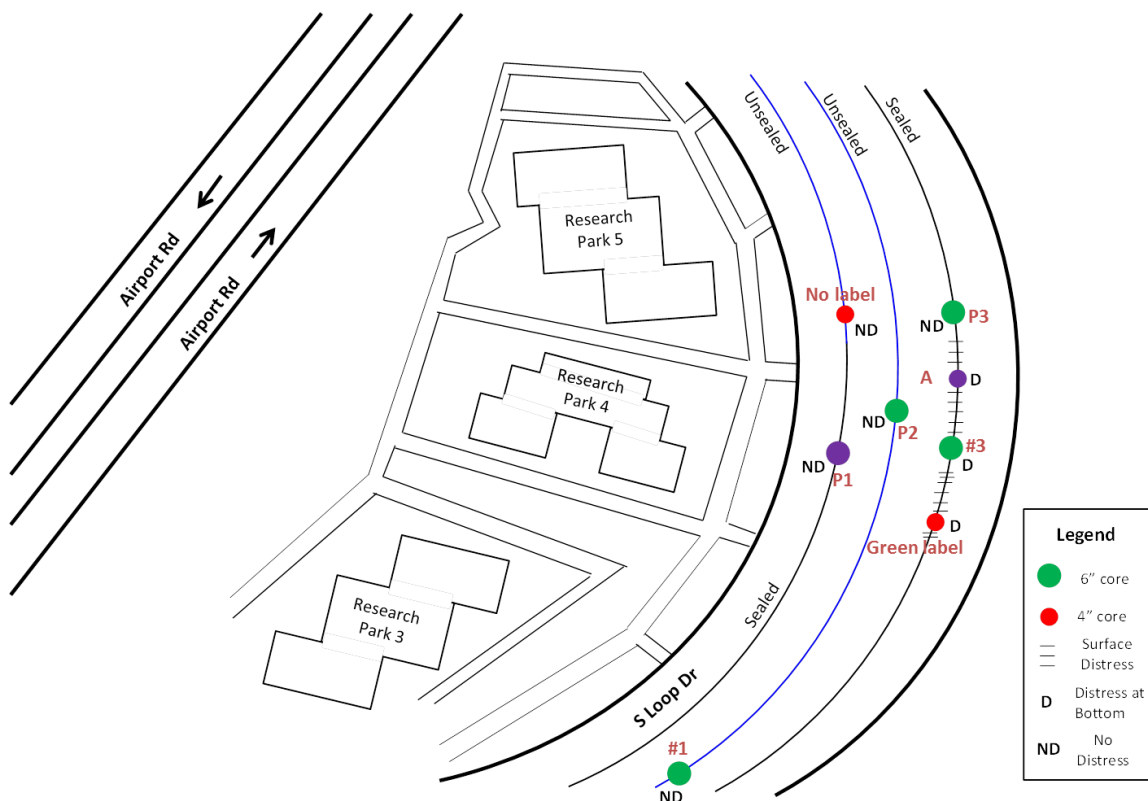 Airport Rd
Airport Rd
Research
Park 5
Research
Park 4
Research
Park 3
Unsealed
Unsealed
Sealed
No label
ND
P3
ND
A
D
P2
ND
#3
D
P1
ND
D
Green label
Sealed
S Loop Dr
#1
ND
Legend
6” core
4” core
Surface
Distress
D
Distress at
Bottom
ND
No
Distress